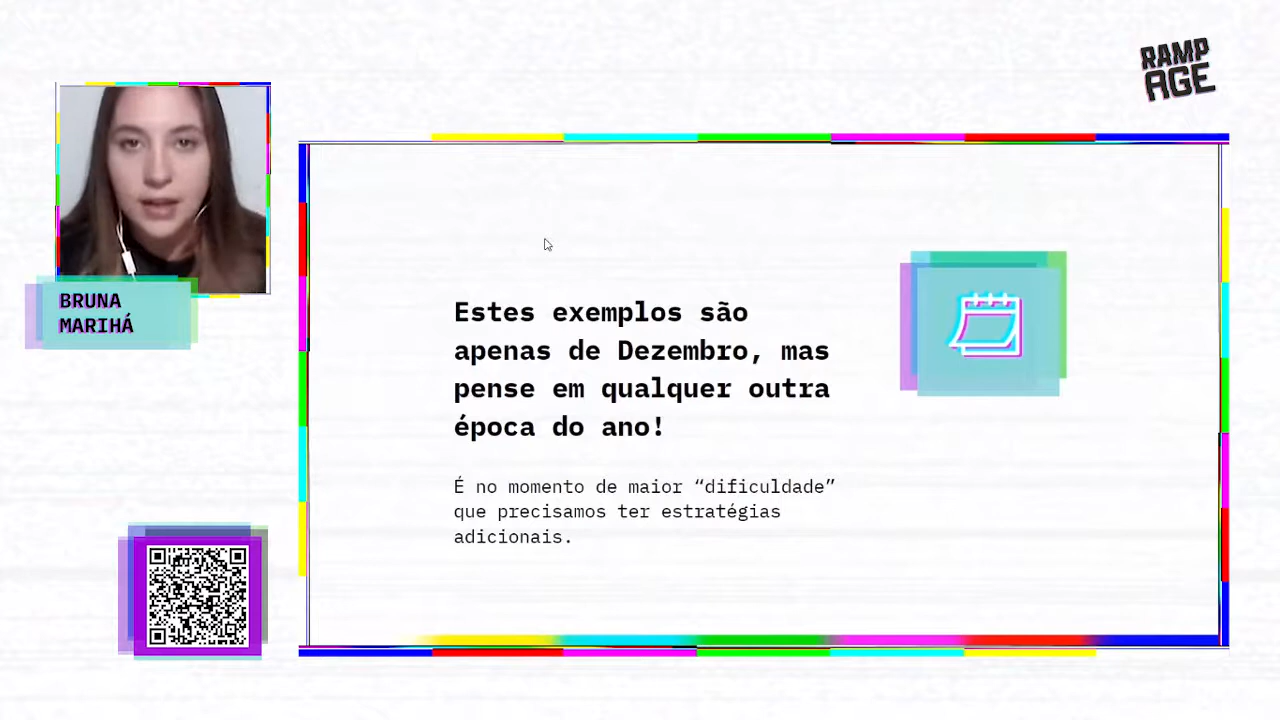 RAMP
AGE
BRUNA
MARIHÁ
Estes exemplos são
apenas de Dezembro, mas
pense em qualquer outra
época do ano!
É no momento de maior “dificuldade”
que precisamos ter estratégias
adicionais.